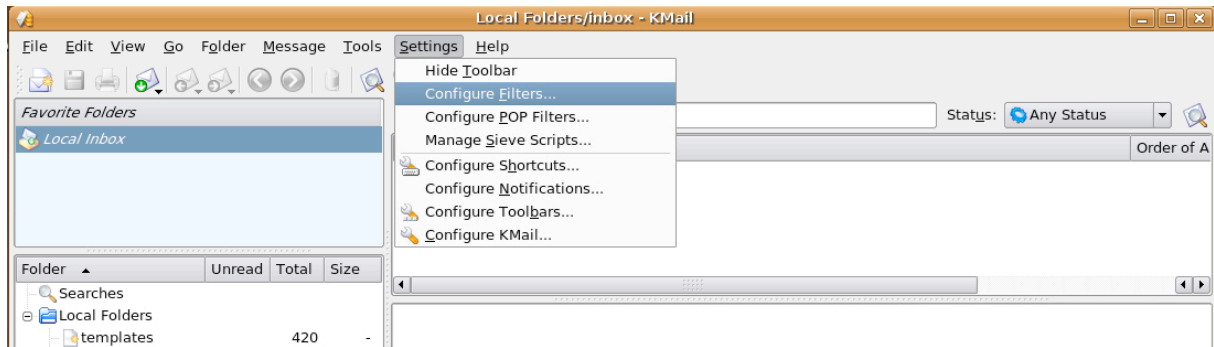 Local Folders/inbox - KMail
File Edit View Go Folder Message Tools Settings Help
Hide Toolbar
Configure Filters...
Configure POP Filters...
Manage Sieve Scripts...
Configure Shortcuts...
Configure Notifications...
Configure Toolbars...
Configure KMail...
Favorite Folders
Local Inbox
Status: Any Status
Order of A
Folder Unread Total Size
Searches
Local Folders
templates 420 -